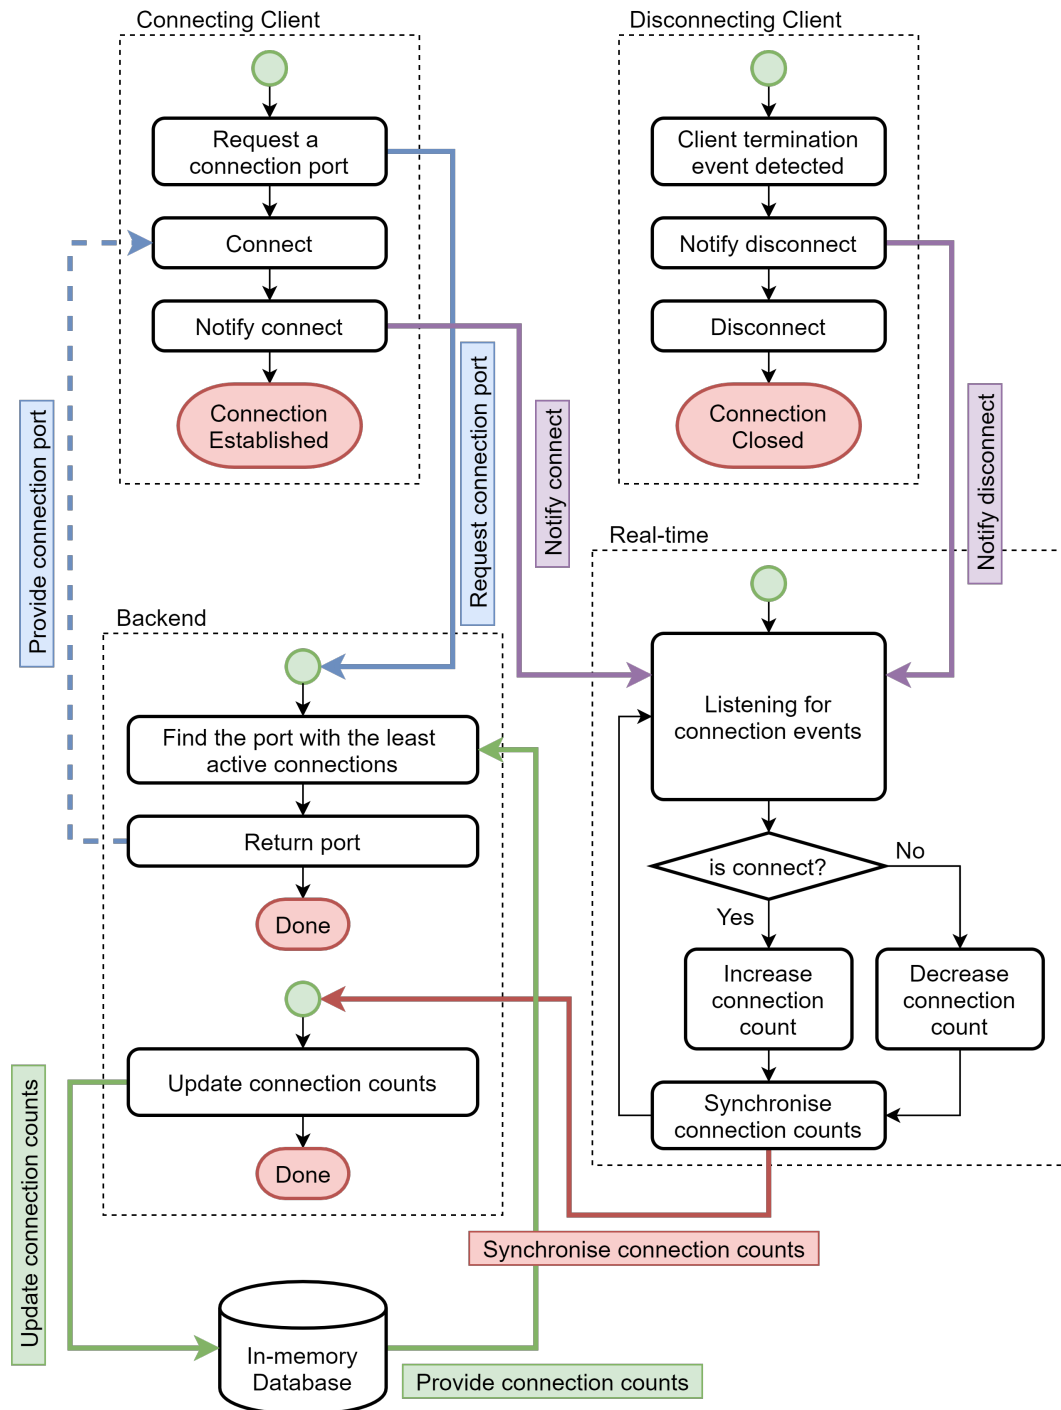 Connecting Client
Disconnecting Client
Request a
connection port
Connect
Notify connect
Connection
Established
Client termination
event detected
Notify disconnect
Disconnect
Connection
Closed
Provide connection port
Request connection port
Notify connect
Notify disconnect
Real-time
Listening for
connection events
is connect?
No
Yes
Increase
connection
count
Decrease
connection
count
Synchronise
connection counts
Backend
Find the port with the least
active connections
Return port
Done
Update connection counts
Done
Update connection counts
Synchronise connection counts
In-memory
Database
Provide connection counts